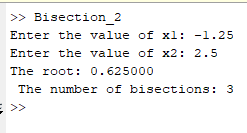 >> Bisection_2
Enter the value of x1: -1.25
Enter the value of x2: 2.5
The root: 0.625000
The number of bisections: 3
>>